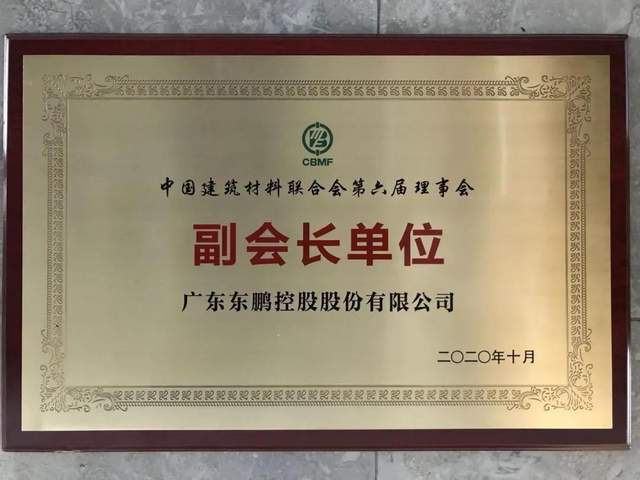 CBMF
中国建筑材料联合会第六届理事会
副会长单位
广东东鹏控股股份有限公司
二〇二〇年十月